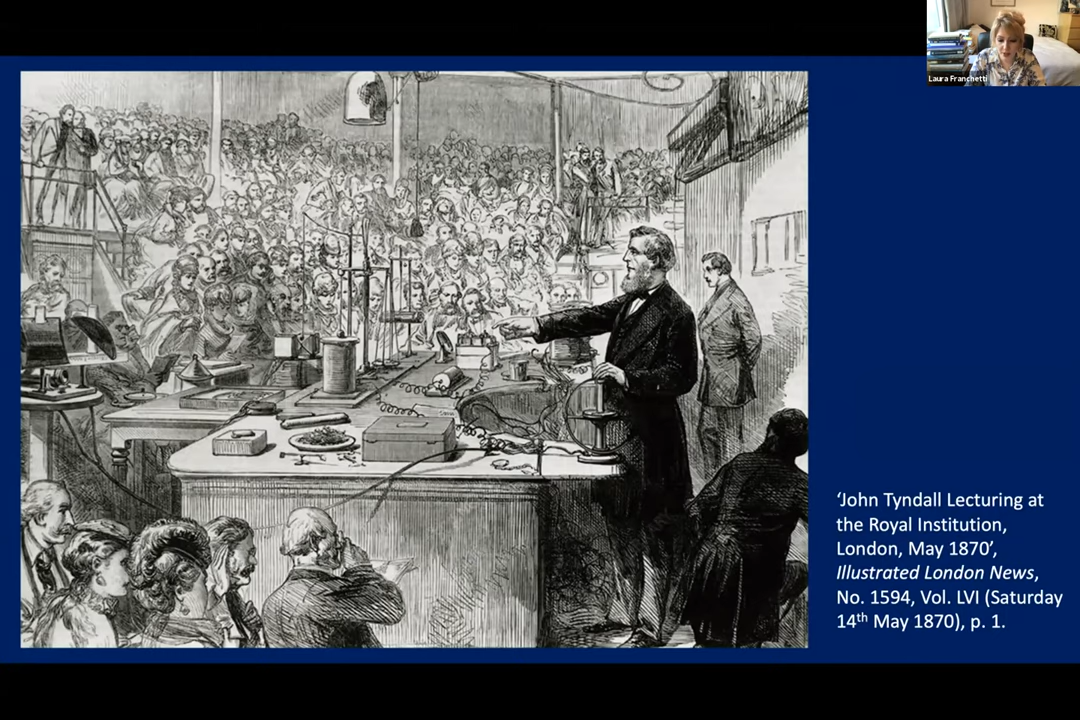 Laura Franchetti
‘John Tyndall Lecturing at
the Royal Institution,
London, May 1870’,
Illustrated London News,
No. 1594, Vol. LVI (Saturday
14th May 1870), p. 1.